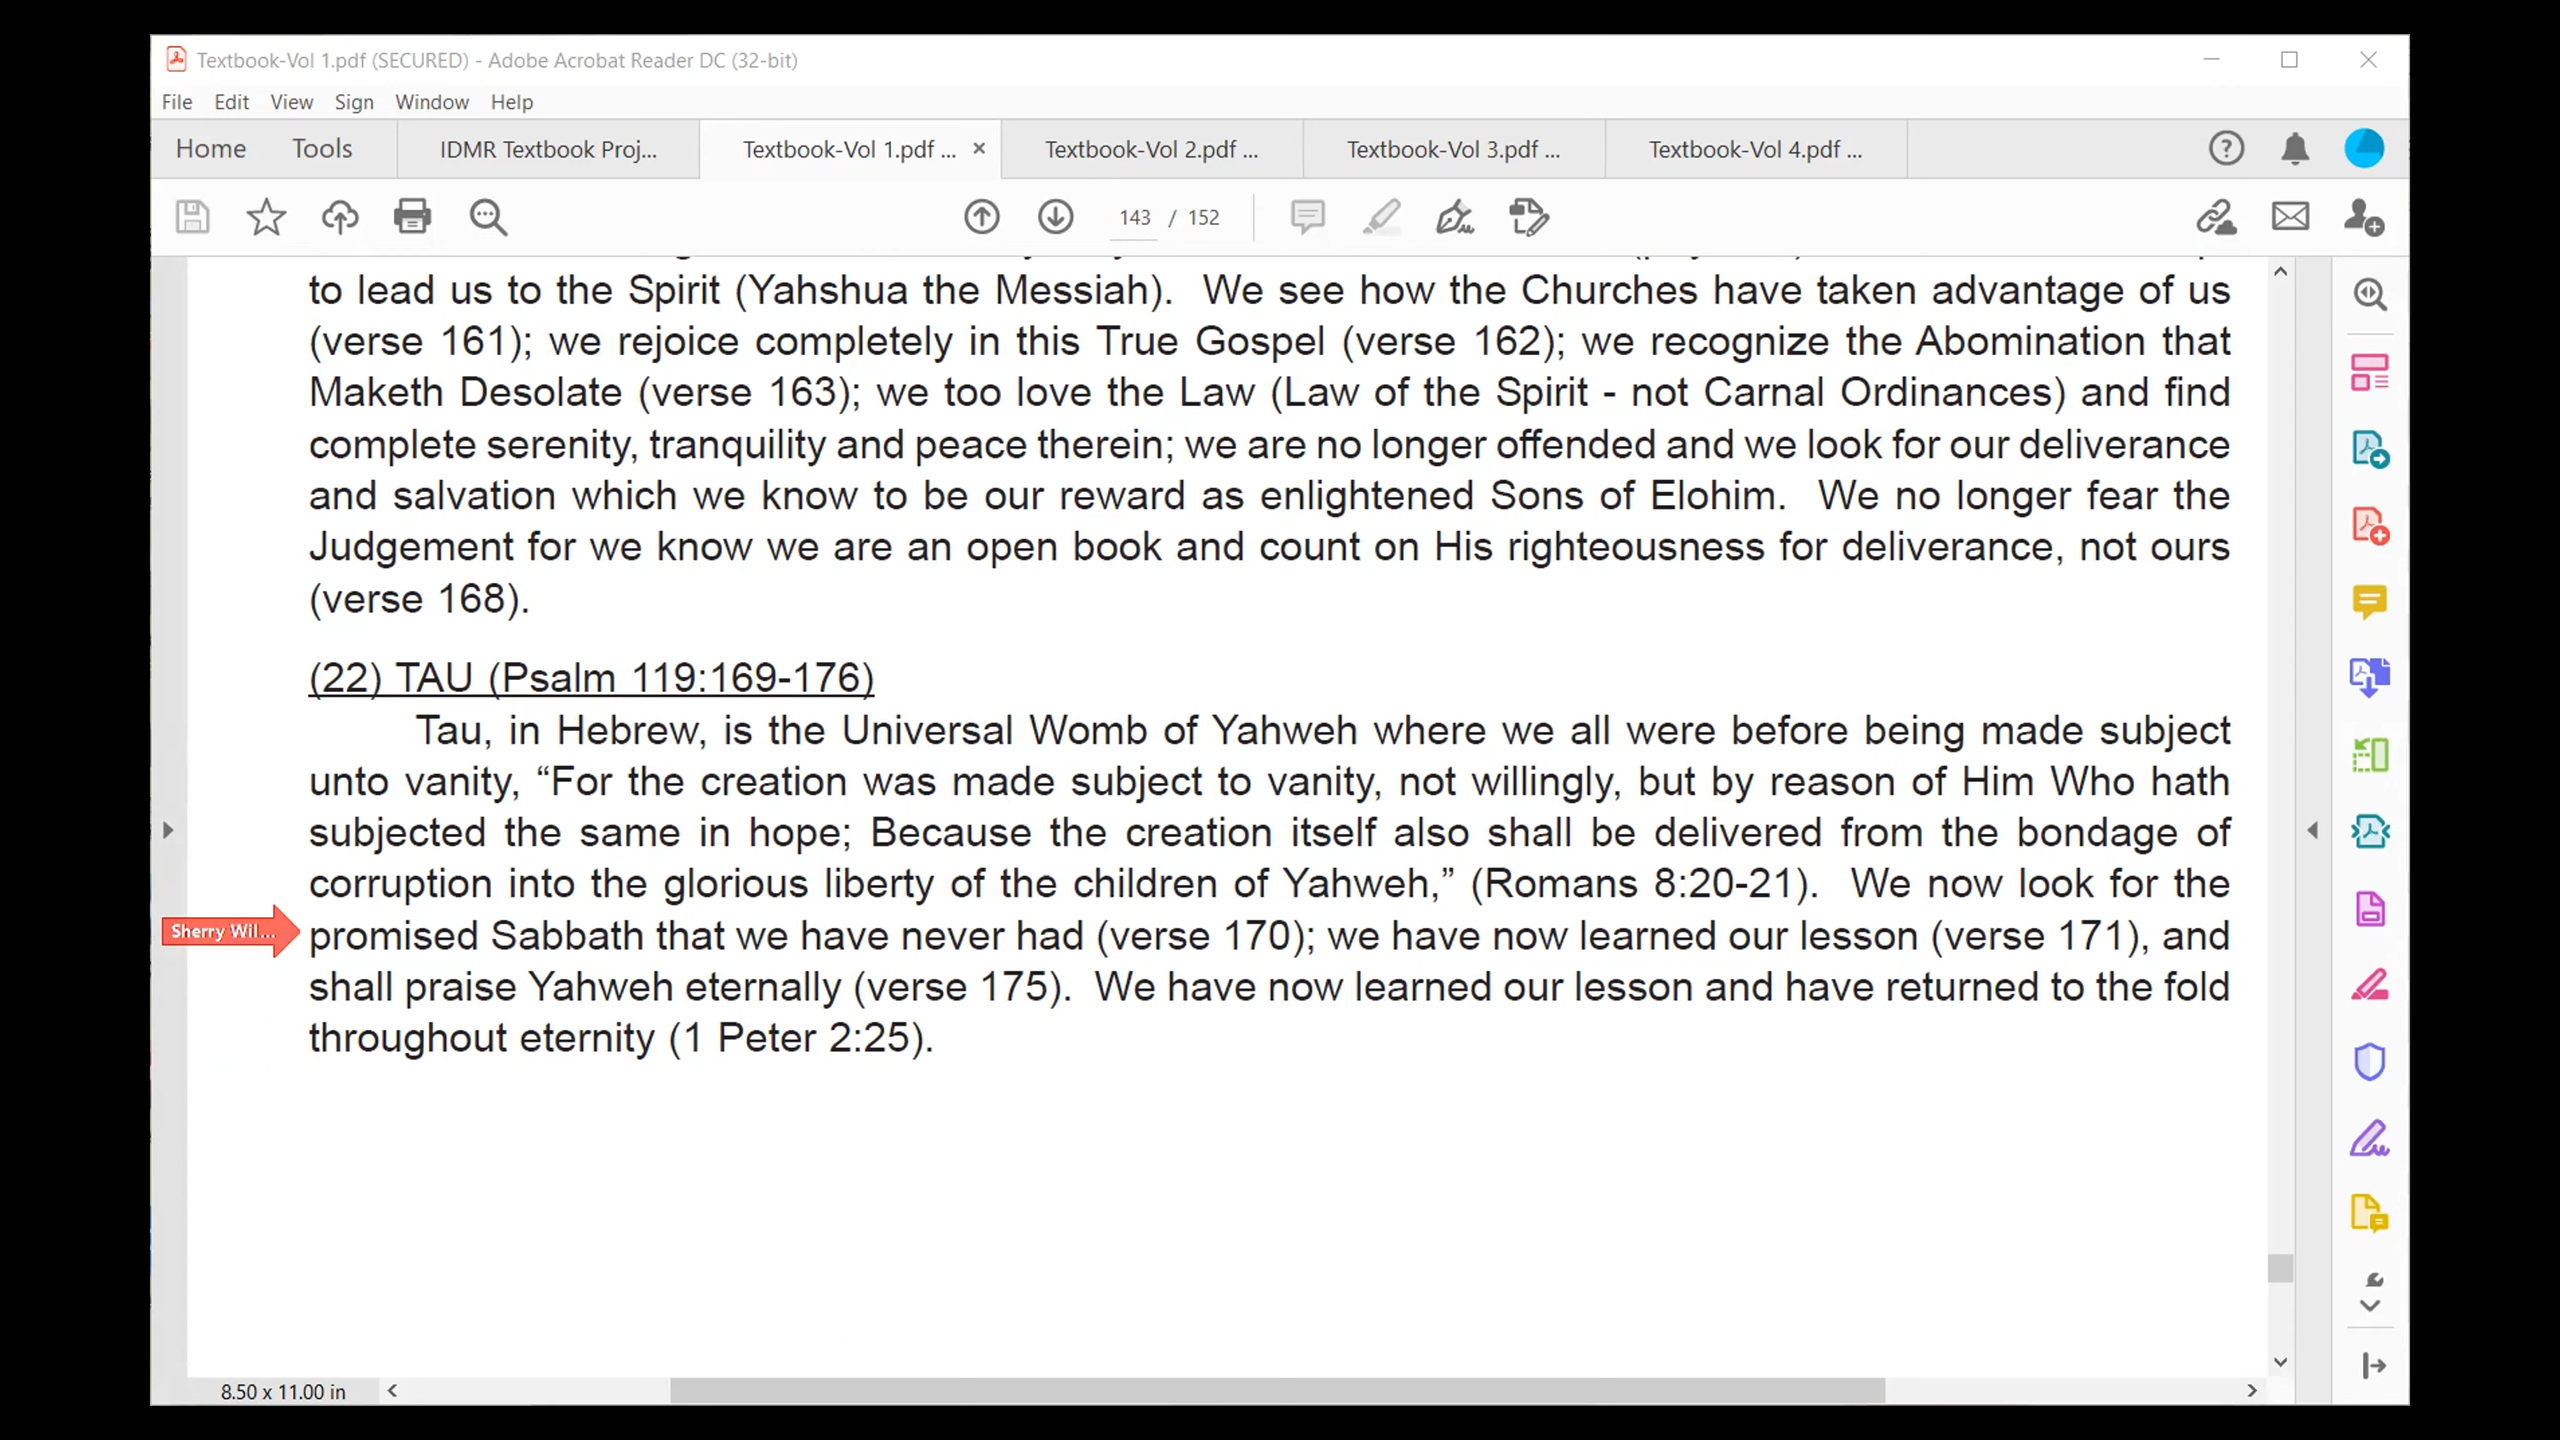 Textbook-Vol 1.pdf (SECURED) - Adobe Acrobat Reader DC (32-bit)
File Edit View Sign Window Help
Home Tools IDMR Textbook Proj... Textbook-Vol 1.pdf ... × Textbook-Vol 2.pdf ... Textbook-Vol 3.pdf ... Textbook-Vol 4.pdf ...
143 / 152
to lead us to the Spirit (Yahshua the Messiah). We see how the Churches have taken advantage of us
(verse 161); we rejoice completely in this True Gospel (verse 162); we recognize the Abomination that
Maketh Desolate (verse 163); we too love the Law (Law of the Spirit - not Carnal Ordinances) and find
complete serenity, tranquility and peace therein; we are no longer offended and we look for our deliverance
and salvation which we know to be our reward as enlightened Sons of Elohim. We no longer fear the
Judgement for we know we are an open book and count on His righteousness for deliverance, not ours
(verse 168).
(22) TAU (Psalm 119:169-176)
Tau, in Hebrew, is the Universal Womb of Yahweh where we all were before being made subject
unto vanity, “For the creation was made subject to vanity, not willingly, but by reason of Him Who hath
subjected the same in hope; Because the creation itself also shall be delivered from the bondage of
corruption into the glorious liberty of the children of Yahweh,” (Romans 8:20-21). We now look for the
Sherry Wil...
promised Sabbath that we have never had (verse 170); we have now learned our lesson (verse 171), and
shall praise Yahweh eternally (verse 175). We have now learned our lesson and have returned to the fold
throughout eternity (1 Peter 2:25).
8.50 x 11.00 in